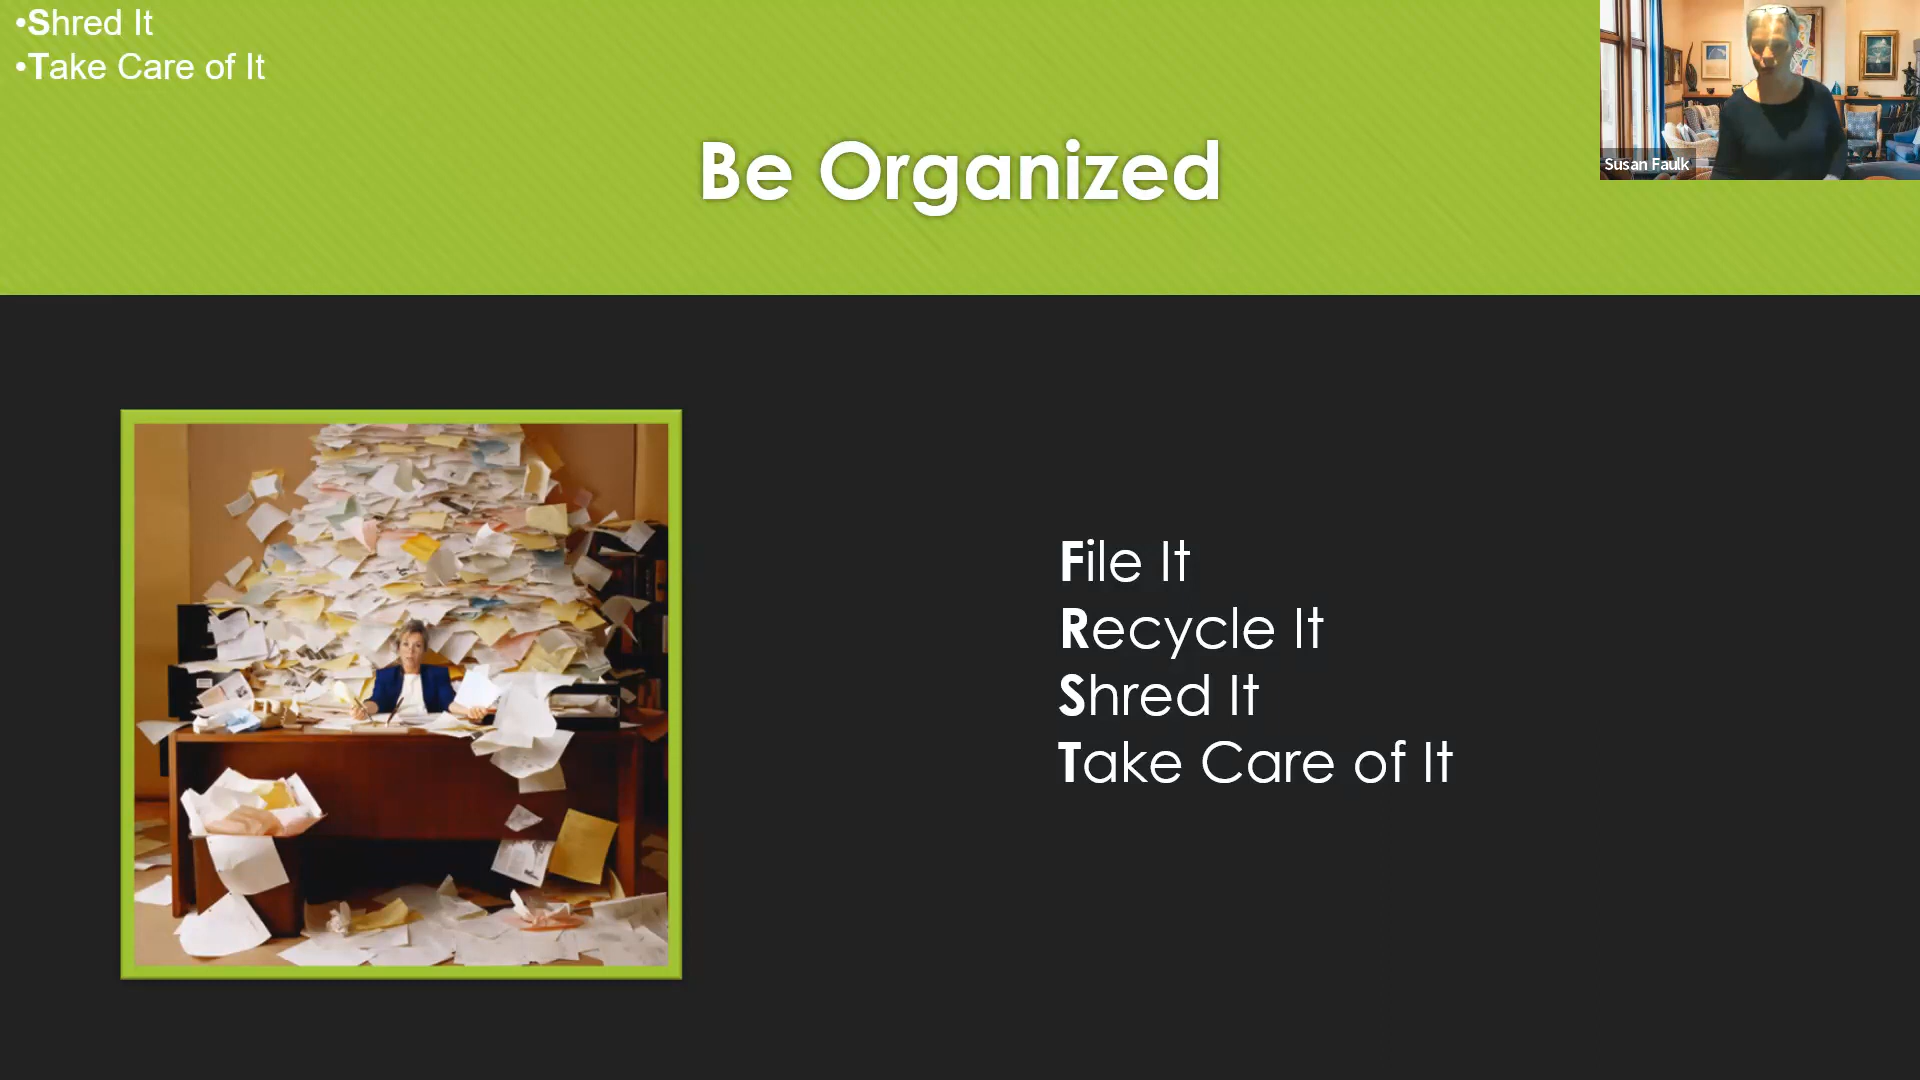 •Shred It
•Take Care of It
Be Organized
Susan Faulk
File It
Recycle It
Shred It
Take Care of It